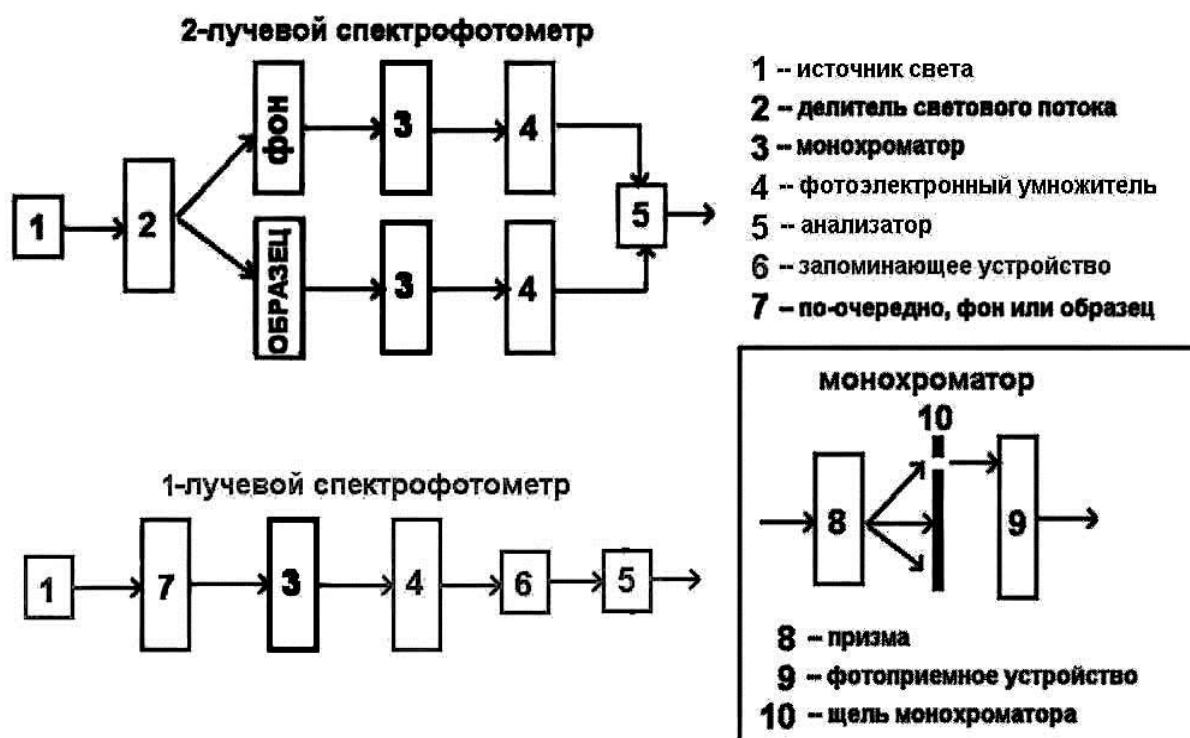 2-лучевой спектрофотометр
1
2
фон
3
4
ОБРАЗЕЦ
3
4
5
1 -- источник света
2 – делитель светового потока
3 – монохроматор
4 -- фотоэлектронный умножитель
5 -- анализатор
6 -- запоминающее устройство
7 – по-очередно, фон или образец
1-лучевой спектрофотометр
1
7
3
4
6
5
монохроматор
10
8
9
8 – призма
9 – фотоприемное устройство
10 – щель монохроматора